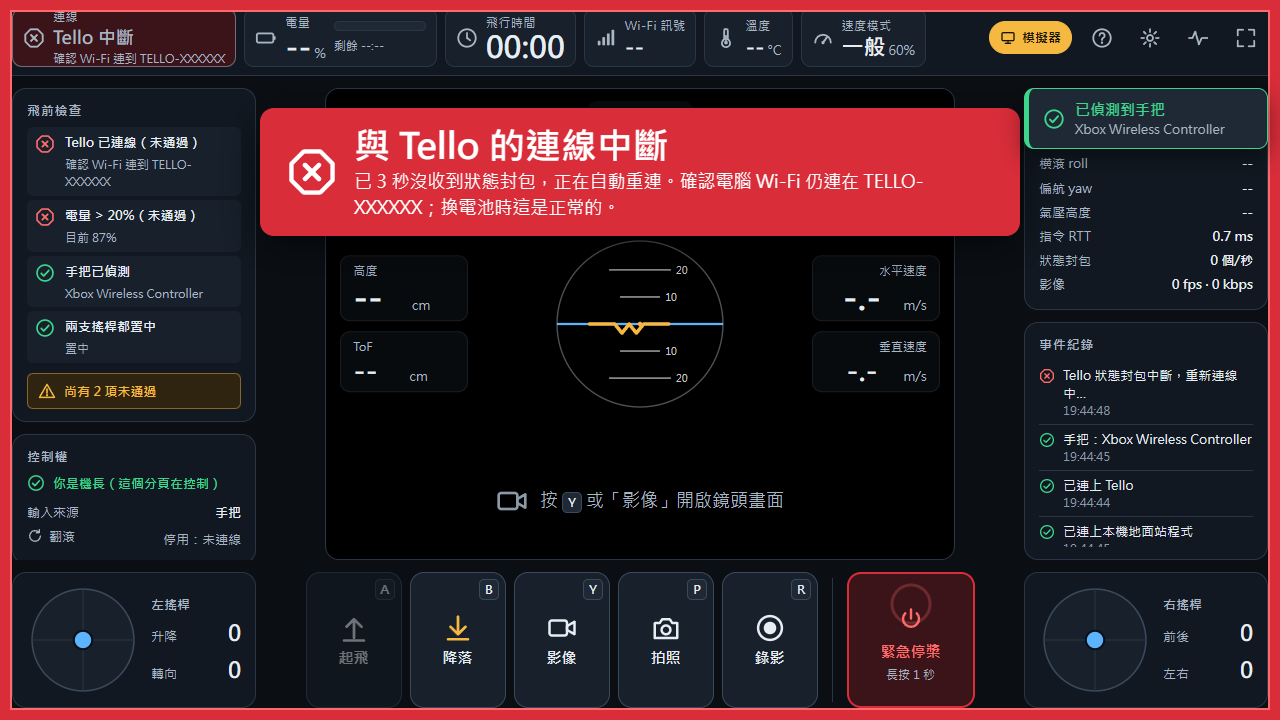 連線
Tello 中斷
確認 Wi-Fi 連到 TELLO-XXXXXX
電量
--%
剩餘 --:--
飛行時間
00:00
Wi-Fi 訊號
--
溫度
-- °C
速度模式
一般 60%
模擬器
飛前檢查
Tello 已連線（未通過）
確認 Wi-Fi 連到 TELLO-
XXXXXX
電量 > 20%（未通過）
目前 87%
手把已偵測
Xbox Wireless Controller
兩支搖桿都置中
置中
尚有 2 項未通過
控制權
你是機長（這個分頁在控制）
輸入來源 手把
翻滾 停用：未連線
與 Tello 的連線中斷
已 3 秒沒收到狀態封包，正在自動重連。確認電腦 Wi-Fi 仍連在 TELLO-
XXXXXX；換電池時這是正常的。
高度
-- cm
ToF
-- cm
20
10
10
20
水平速度
-.- m/s
垂直速度
-.- m/s
按 Y 或「影像」開啟鏡頭畫面
已偵測到手把
Xbox Wireless Controller
橫滾 roll --
偏航 yaw --
氣壓高度 --
指令 RTT 0.7 ms
狀態封包 0 個/秒
影像 0 fps · 0 kbps
事件紀錄
Tello 狀態封包中斷，重新連線
中...
19:44:48
手把：Xbox Wireless Controller
19:44:45
已連上 Tello
19:44:44
已連上本機地面站程式
左搖桿
升降 0
轉向 0
A
起飛
B
降落
Y
影像
P
拍照
R
錄影
緊急停槳
長按 1 秒
右搖桿
前後 0
左右 0